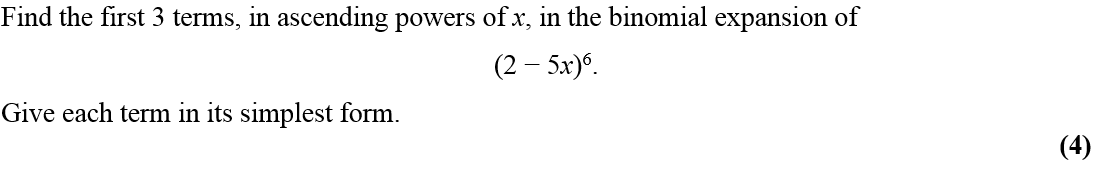 Find the first 3 terms, in ascending powers of x, in the binomial expansion of
(2 − 5x)⁶.
Give each term in its simplest form.
(4)